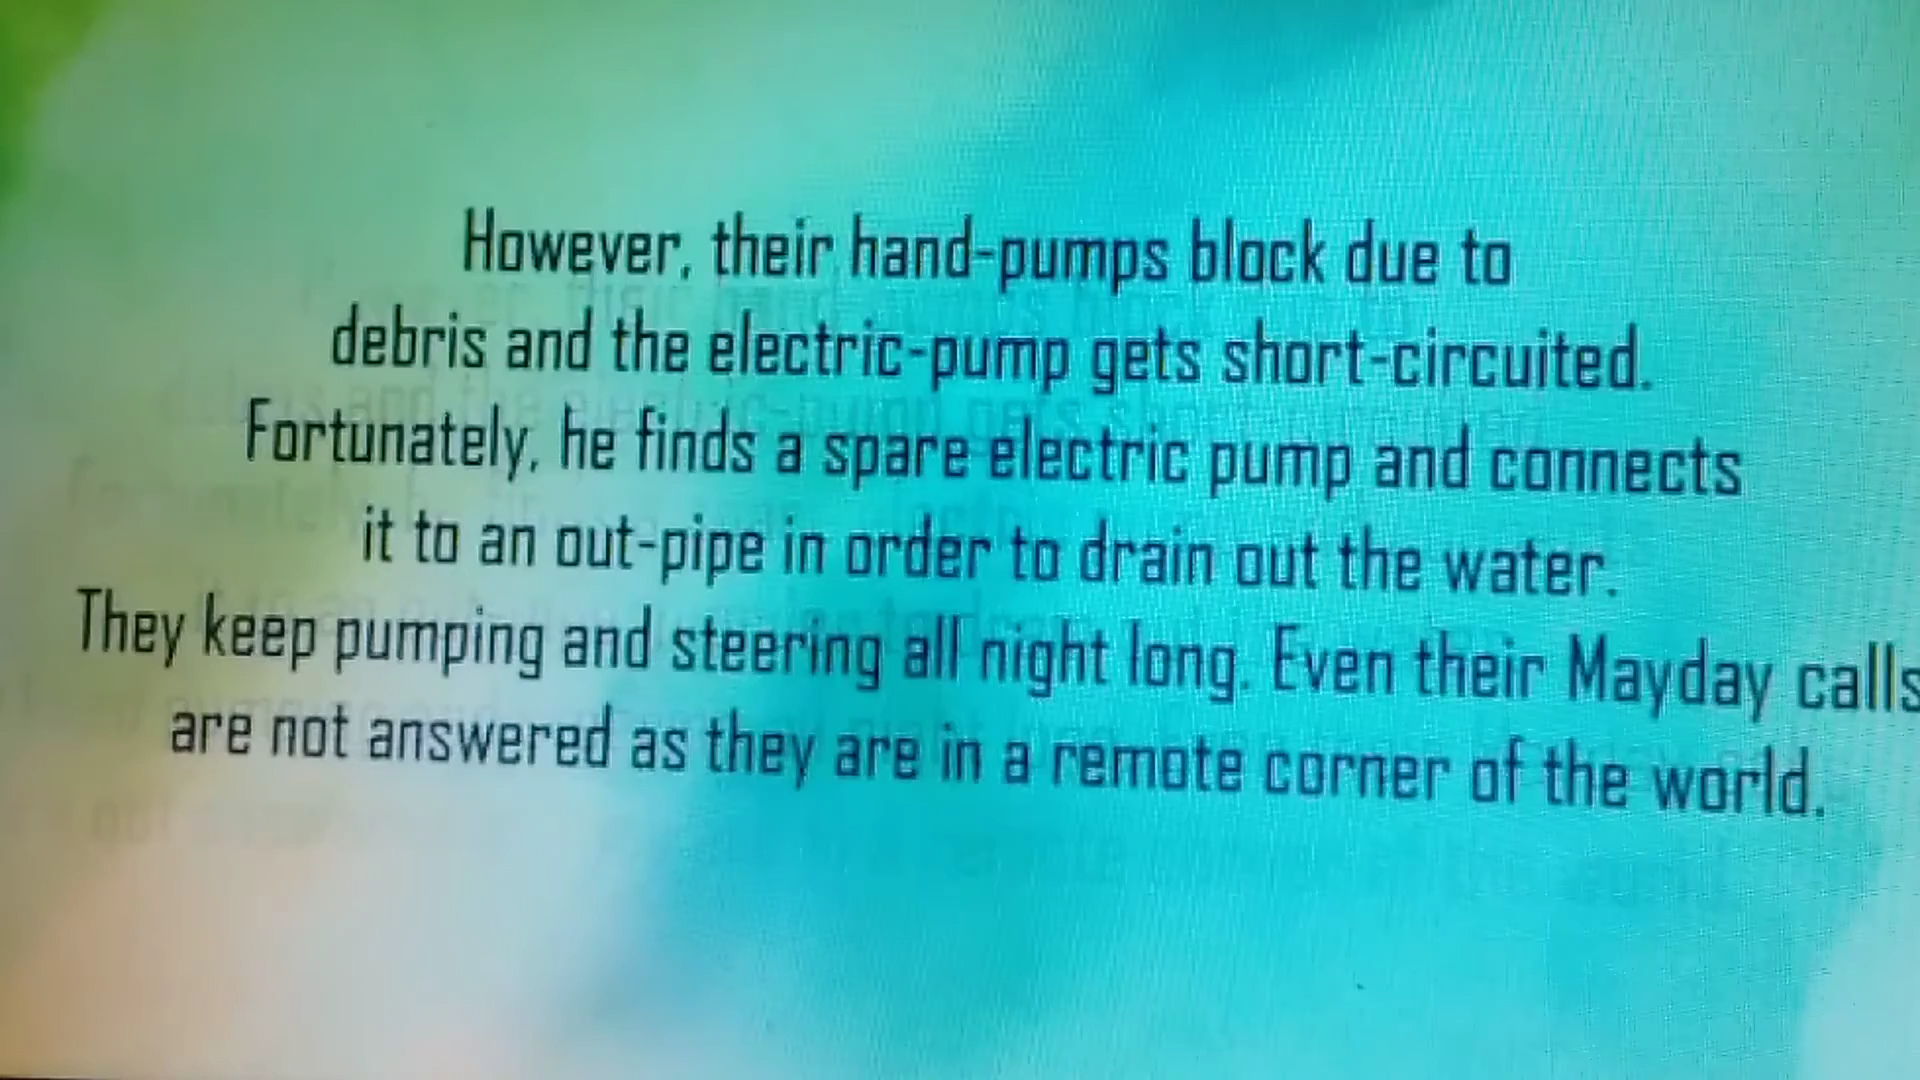 However, their hand-pumps block due to
debris and the electric-pump gets short-circuited.
Fortunately, he finds a spare electric pump and connects
it to an out-pipe in order to drain out the water.
They keep pumping and steering all night long. Even their Mayday calls
are not answered as they are in a remote corner of the world.